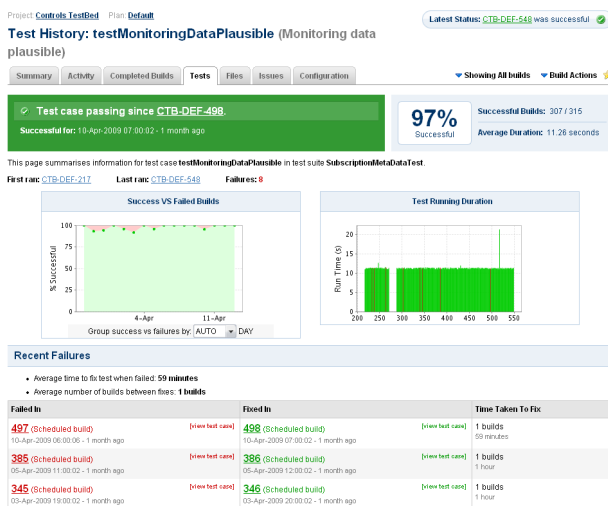 Project: Controls TestBed Plan: Default
Latest Status: CTB-DEF-548 was successful
Test History: testMonitoringDataPlausible (Monitoring data
plausible)
Summary Activity Completed Builds Tests Files Issues Configuration
Showing All builds Build Actions
Test case passing since CTB-DEF-498.
Successful for: 10-Apr-2009 07:00:02 - 1 month ago
97%
Successful
Successful Builds: 307 / 315
Average Duration: 11.26 seconds
This page summarises information for test case testMonitoringDataPlausible in test suite SubscriptionMetaDataTest.
First ran: CTB-DEF-217 Last ran: CTB-DEF-548 Failures: 8
Success VS Failed Builds
% Successful
100
75
50
25
0
4-Apr 11-Apr
Group success vs failures by: AUTO DAY
Test Running Duration
Run Time (s)
20
15
10
5
0
200 250 300 350 400 450 500 550
Recent Failures
Average time to fix test when failed: 59 minutes
Average number of builds between fixes: 1 builds
Failed In Fixed In Time Taken To Fix
497 (Scheduled build) [view test case] 498 (Scheduled build) [view test case] 1 builds
10-Apr-2009 06:00:06 - 1 month ago 10-Apr-2009 07:00:02 - 1 month ago 59 minutes
385 (Scheduled build) [view test case] 386 (Scheduled build) [view test case] 1 builds
05-Apr-2009 11:00:02 - 1 month ago 05-Apr-2009 12:00:02 - 1 month ago 1 hour
345 (Scheduled build) [view test case] 346 (Scheduled build) [view test case] 1 builds
03-Apr-2009 19:00:02 - 1 month ago 03-Apr-2009 20:00:02 - 1 month ago 1 hour